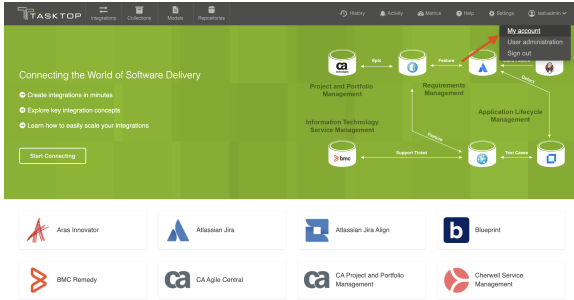 TASKTOP
Integrations Collections Models Repositories
History Activity Metrics Help Settings
My account
User administration
Sign out
Connecting the World of Software Delivery
Create integrations in minutes
Explore key integration concepts
Learn how to easily scale your integrations
Start Connecting
ca
Epic
Feature
Defect
Project and Portfolio
Management
Requirements
Management
Application Lifecycle
Management
Information Technology
Service Management
Feature
bmc
Support Ticket
Test Cases
Aras Innovator
Atlassian Jira
Atlassian Jira Align
b Blueprint
BMC Remedy
ca CA Agile Central
ca CA Project and Portfolio
Management
Cherwell Service
Management